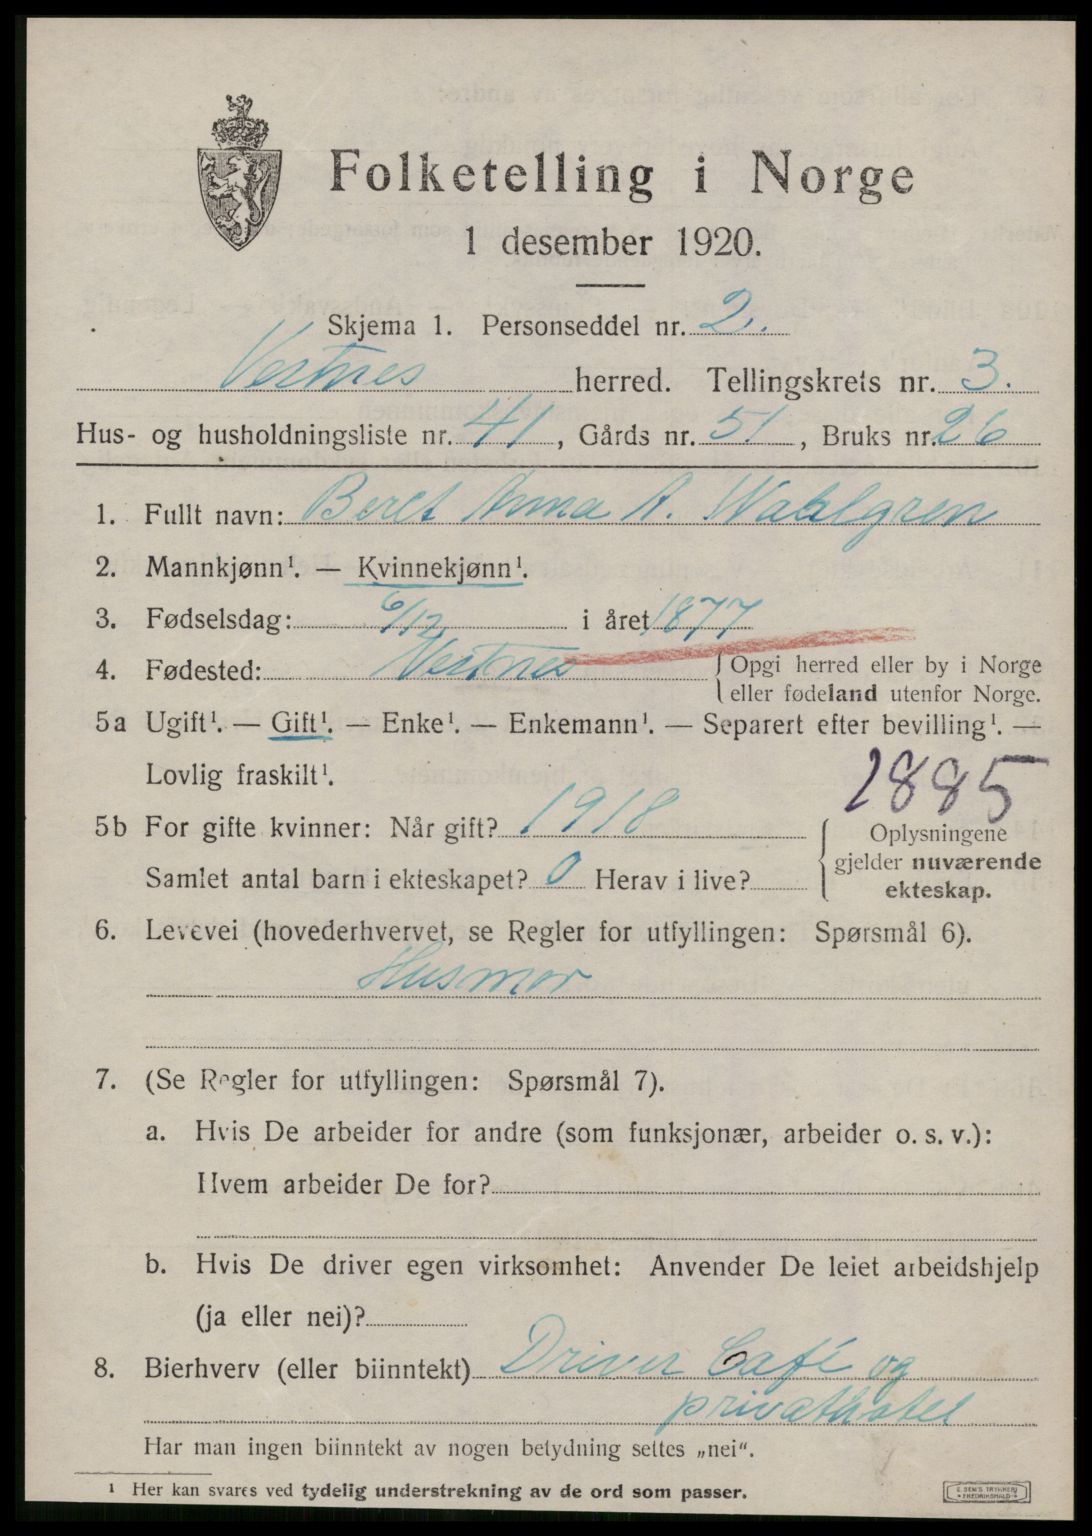 Folketelling i Norge
1 desember 1920.
Skjema 1. Personseddel nr. 2.
Vestnes herred. Tellingskrets nr. 3.
Hus- og husholdningsliste nr. 41, Gårds nr. 51, Bruks nr. 26
1. Fullt navn: Beret Anna A. Wahlgren
2. Mannkjønn¹. — Kvinnekjønn¹.
3. Fødselsdag: 6/12 i året 1877
4. Fødested: Vestnes {Opgi herred eller by i Norge
eller fødeland utenfor Norge.
5a Ugift¹. — Gift¹. — Enke¹. — Enkemann¹. — Separert efter bevilling¹. —
Lovlig fraskilt¹.
2885
5b For gifte kvinner: Når gift? 1918
Samlet antal barn i ekteskapet? 0 Herav i live?
Oplysningene
gjelder nuværende
ekteskap.
6. Levevei (hovederhvervet, se Regler for utfyllingen: Spørsmål 6).
Husmor
7. (Se Regler for utfyllingen: Spørsmål 7).
a. Hvis De arbeider for andre (som funksjonær, arbeider o. s. v.):
Hvem arbeider De for?
b. Hvis De driver egen virksomhet: Anvender De leiet arbeidshjelp
(ja eller nei)?
8. Bierhverv (eller biinntekt) Driver Café og
privathotel
Har man ingen biinntekt av nogen betydning settes „nei“.
¹ Her kan svares ved tydelig understrekning av de ord som passer.
E. SEM'S TRYKKERI
FREDRIKSHALD